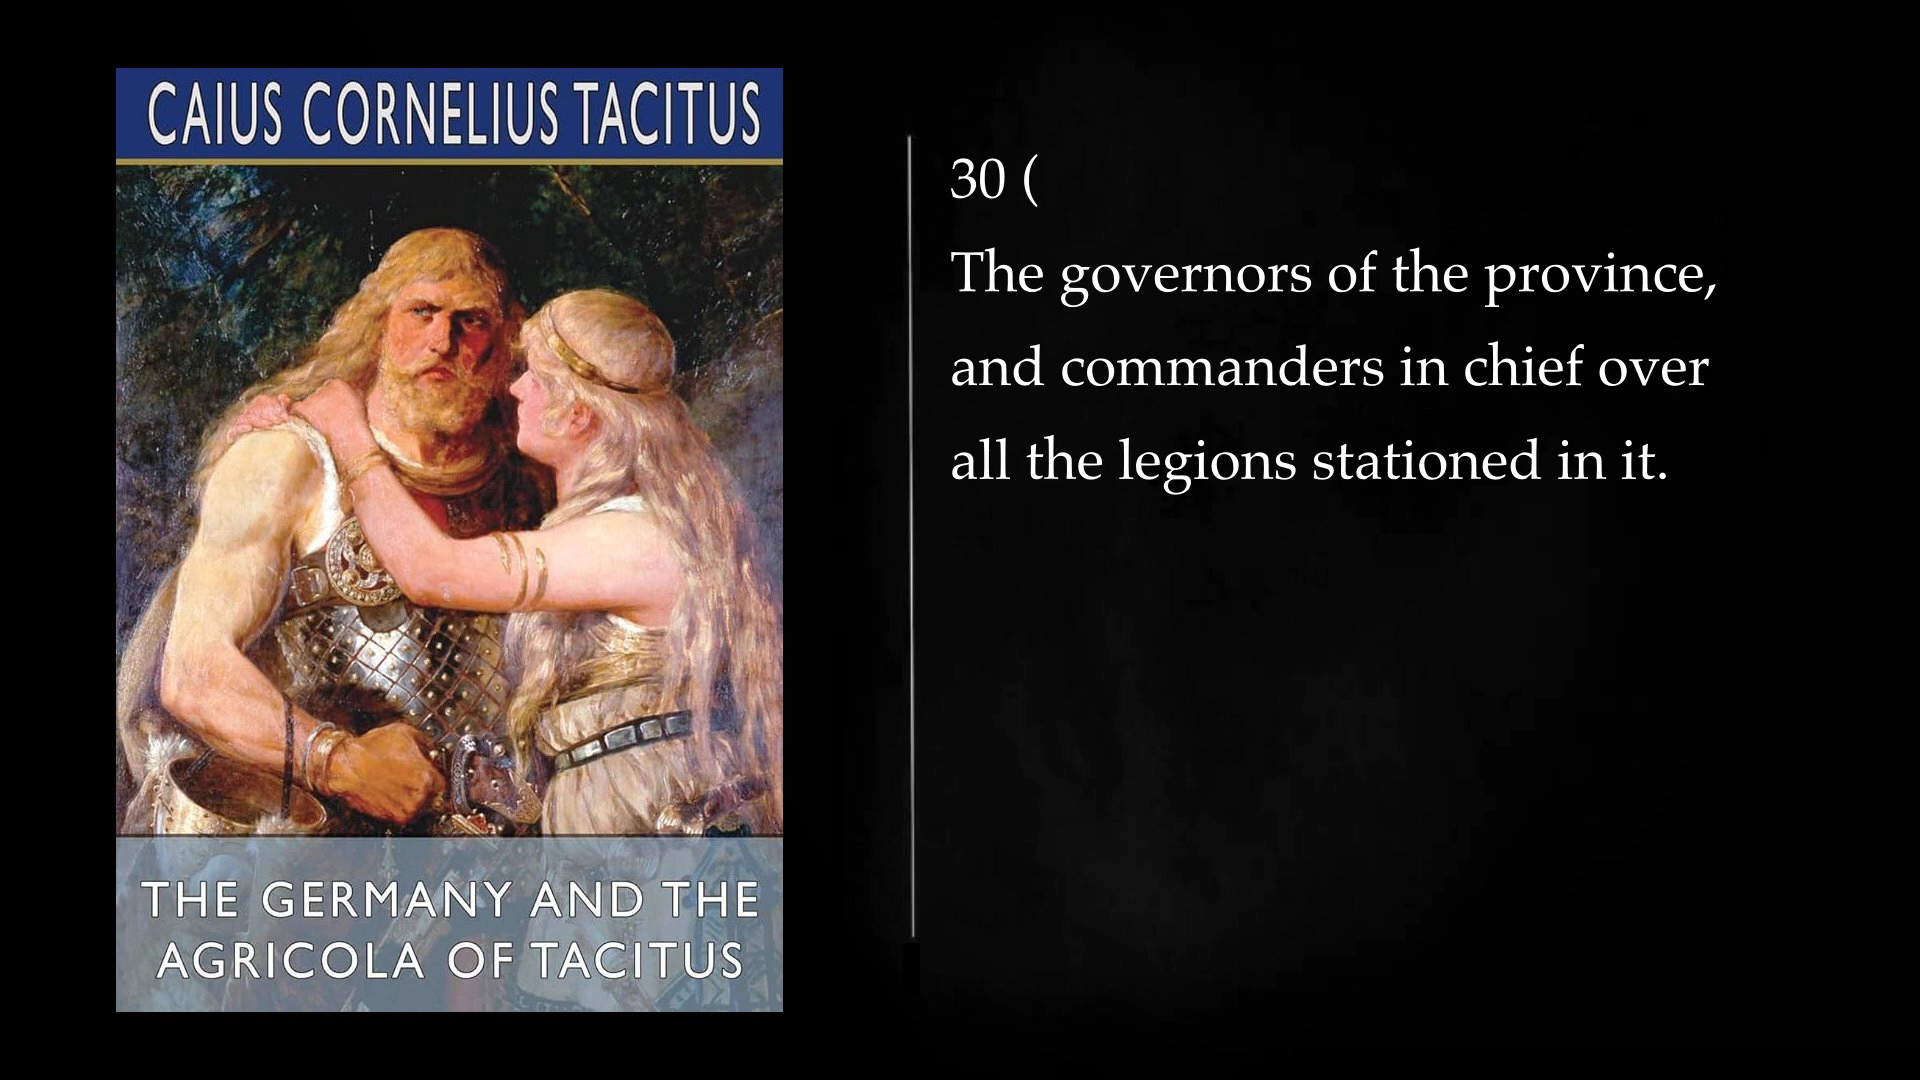 CAIUS CORNELIUS TACITUS
THE GERMANY AND THE
AGRICOLA OF TACITUS
30 (
The governors of the province,
and commanders in chief over
all the legions stationed in it.